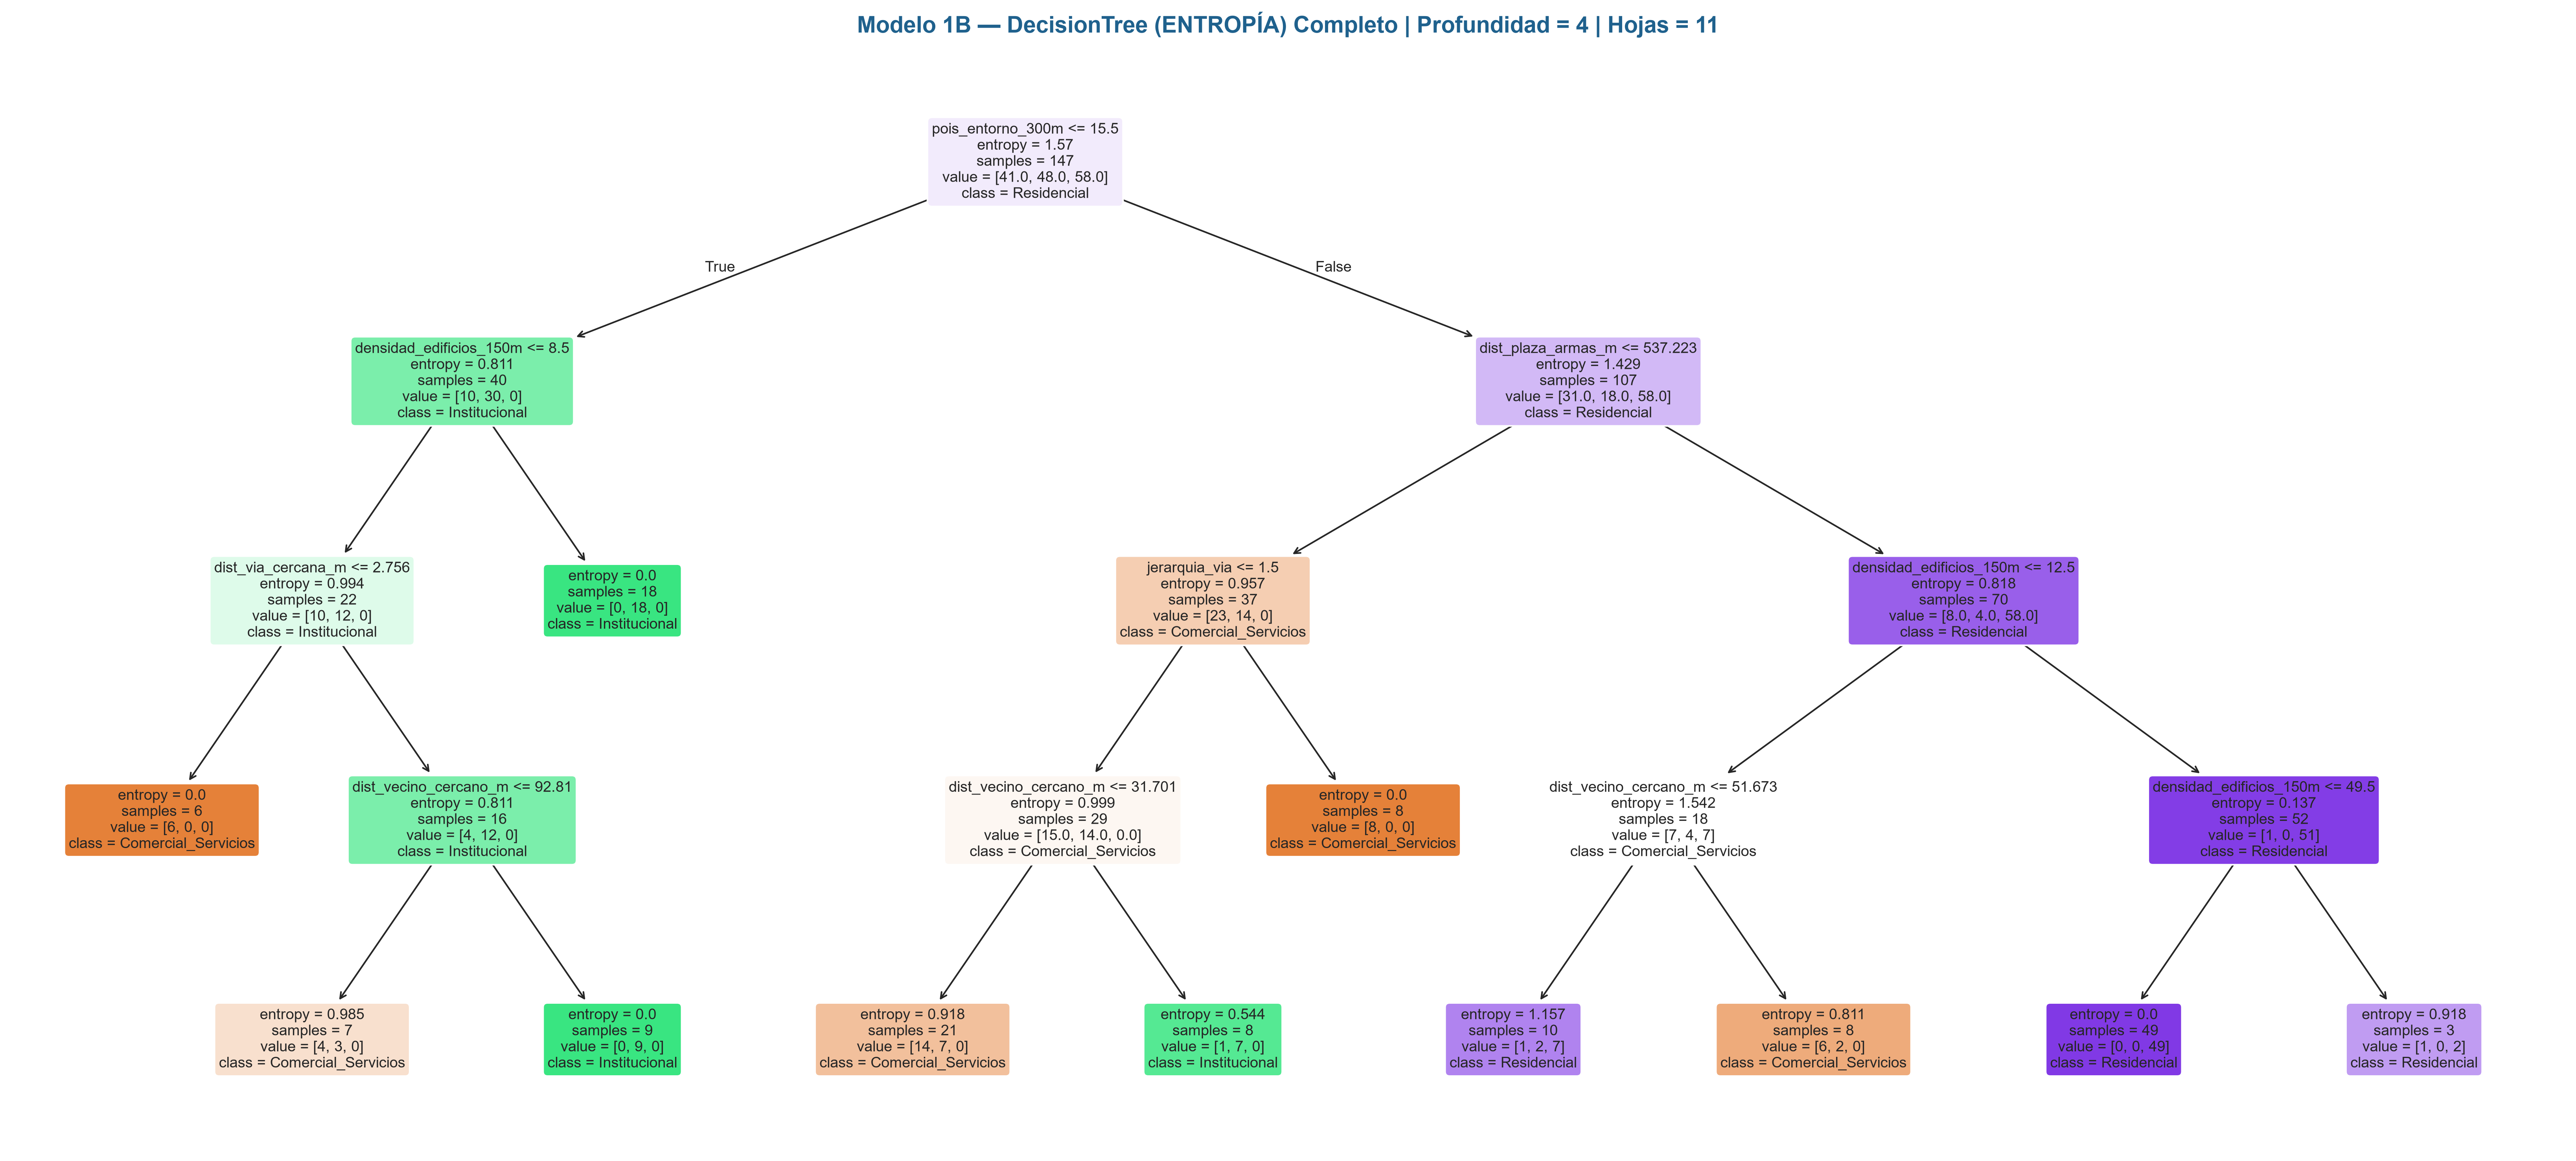 Modelo 1B — DecisionTree (ENTROPÍA) Completo | Profundidad = 4 | Hojas = 11
pois_entorno_300m <= 15.5
entropy = 1.57
samples = 147
value = [41.0, 48.0, 58.0]
class = Residencial
True
False
densidad_edificios_150m <= 8.5
entropy = 0.811
samples = 40
value = [10, 30, 0]
class = Institucional
dist_plaza_armas_m <= 537.223
entropy = 1.429
samples = 107
value = [31.0, 18.0, 58.0]
class = Residencial
dist_via_cercana_m <= 2.756
entropy = 0.994
samples = 22
value = [10, 12, 0]
class = Institucional
entropy = 0.0
samples = 18
value = [0, 18, 0]
class = Institucional
jerarquia_via <= 1.5
entropy = 0.957
samples = 37
value = [23, 14, 0]
class = Comercial_Servicios
densidad_edificios_150m <= 12.5
entropy = 0.818
samples = 70
value = [8.0, 4.0, 58.0]
class = Residencial
entropy = 0.0
samples = 6
value = [6, 0, 0]
class = Comercial_Servicios
dist_vecino_cercano_m <= 92.81
entropy = 0.811
samples = 16
value = [4, 12, 0]
class = Institucional
dist_vecino_cercano_m <= 31.701
entropy = 0.999
samples = 29
value = [15.0, 14.0, 0.0]
class = Comercial_Servicios
entropy = 0.0
samples = 8
value = [8, 0, 0]
class = Comercial_Servicios
dist_vecino_cercano_m <= 51.673
entropy = 1.542
samples = 18
value = [7, 4, 7]
class = Comercial_Servicios
densidad_edificios_150m <= 49.5
entropy = 0.137
samples = 52
value = [1, 0, 51]
class = Residencial
entropy = 0.985
samples = 7
value = [4, 3, 0]
class = Comercial_Servicios
entropy = 0.0
samples = 9
value = [0, 9, 0]
class = Institucional
entropy = 0.918
samples = 21
value = [14, 7, 0]
class = Comercial_Servicios
entropy = 0.544
samples = 8
value = [1, 7, 0]
class = Institucional
entropy = 1.157
samples = 10
value = [1, 2, 7]
class = Residencial
entropy = 0.811
samples = 8
value = [6, 2, 0]
class = Comercial_Servicios
entropy = 0.0
samples = 49
value = [0, 0, 49]
class = Residencial
entropy = 0.918
samples = 3
value = [1, 0, 2]
class = Residencial